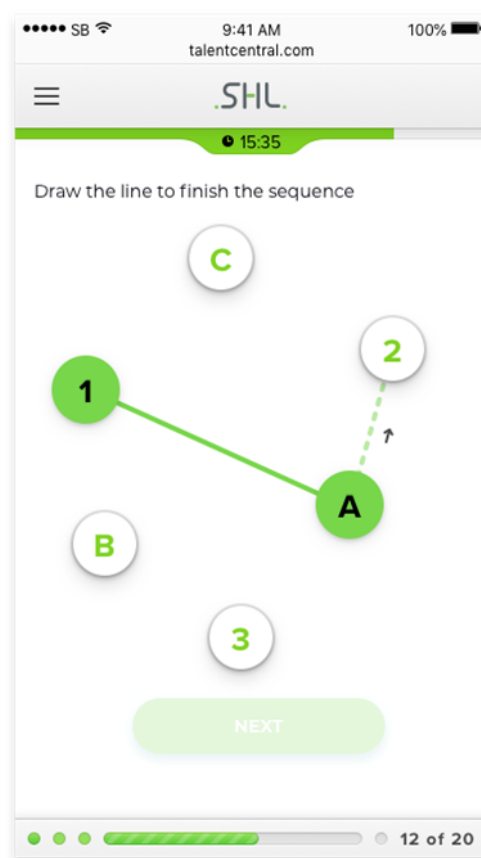 SB 9:41 AM 100%
talentcentral.com
.SHL.
15:35
Draw the line to finish the sequence
C
2
1
A
B
3
NEXT
12 of 20